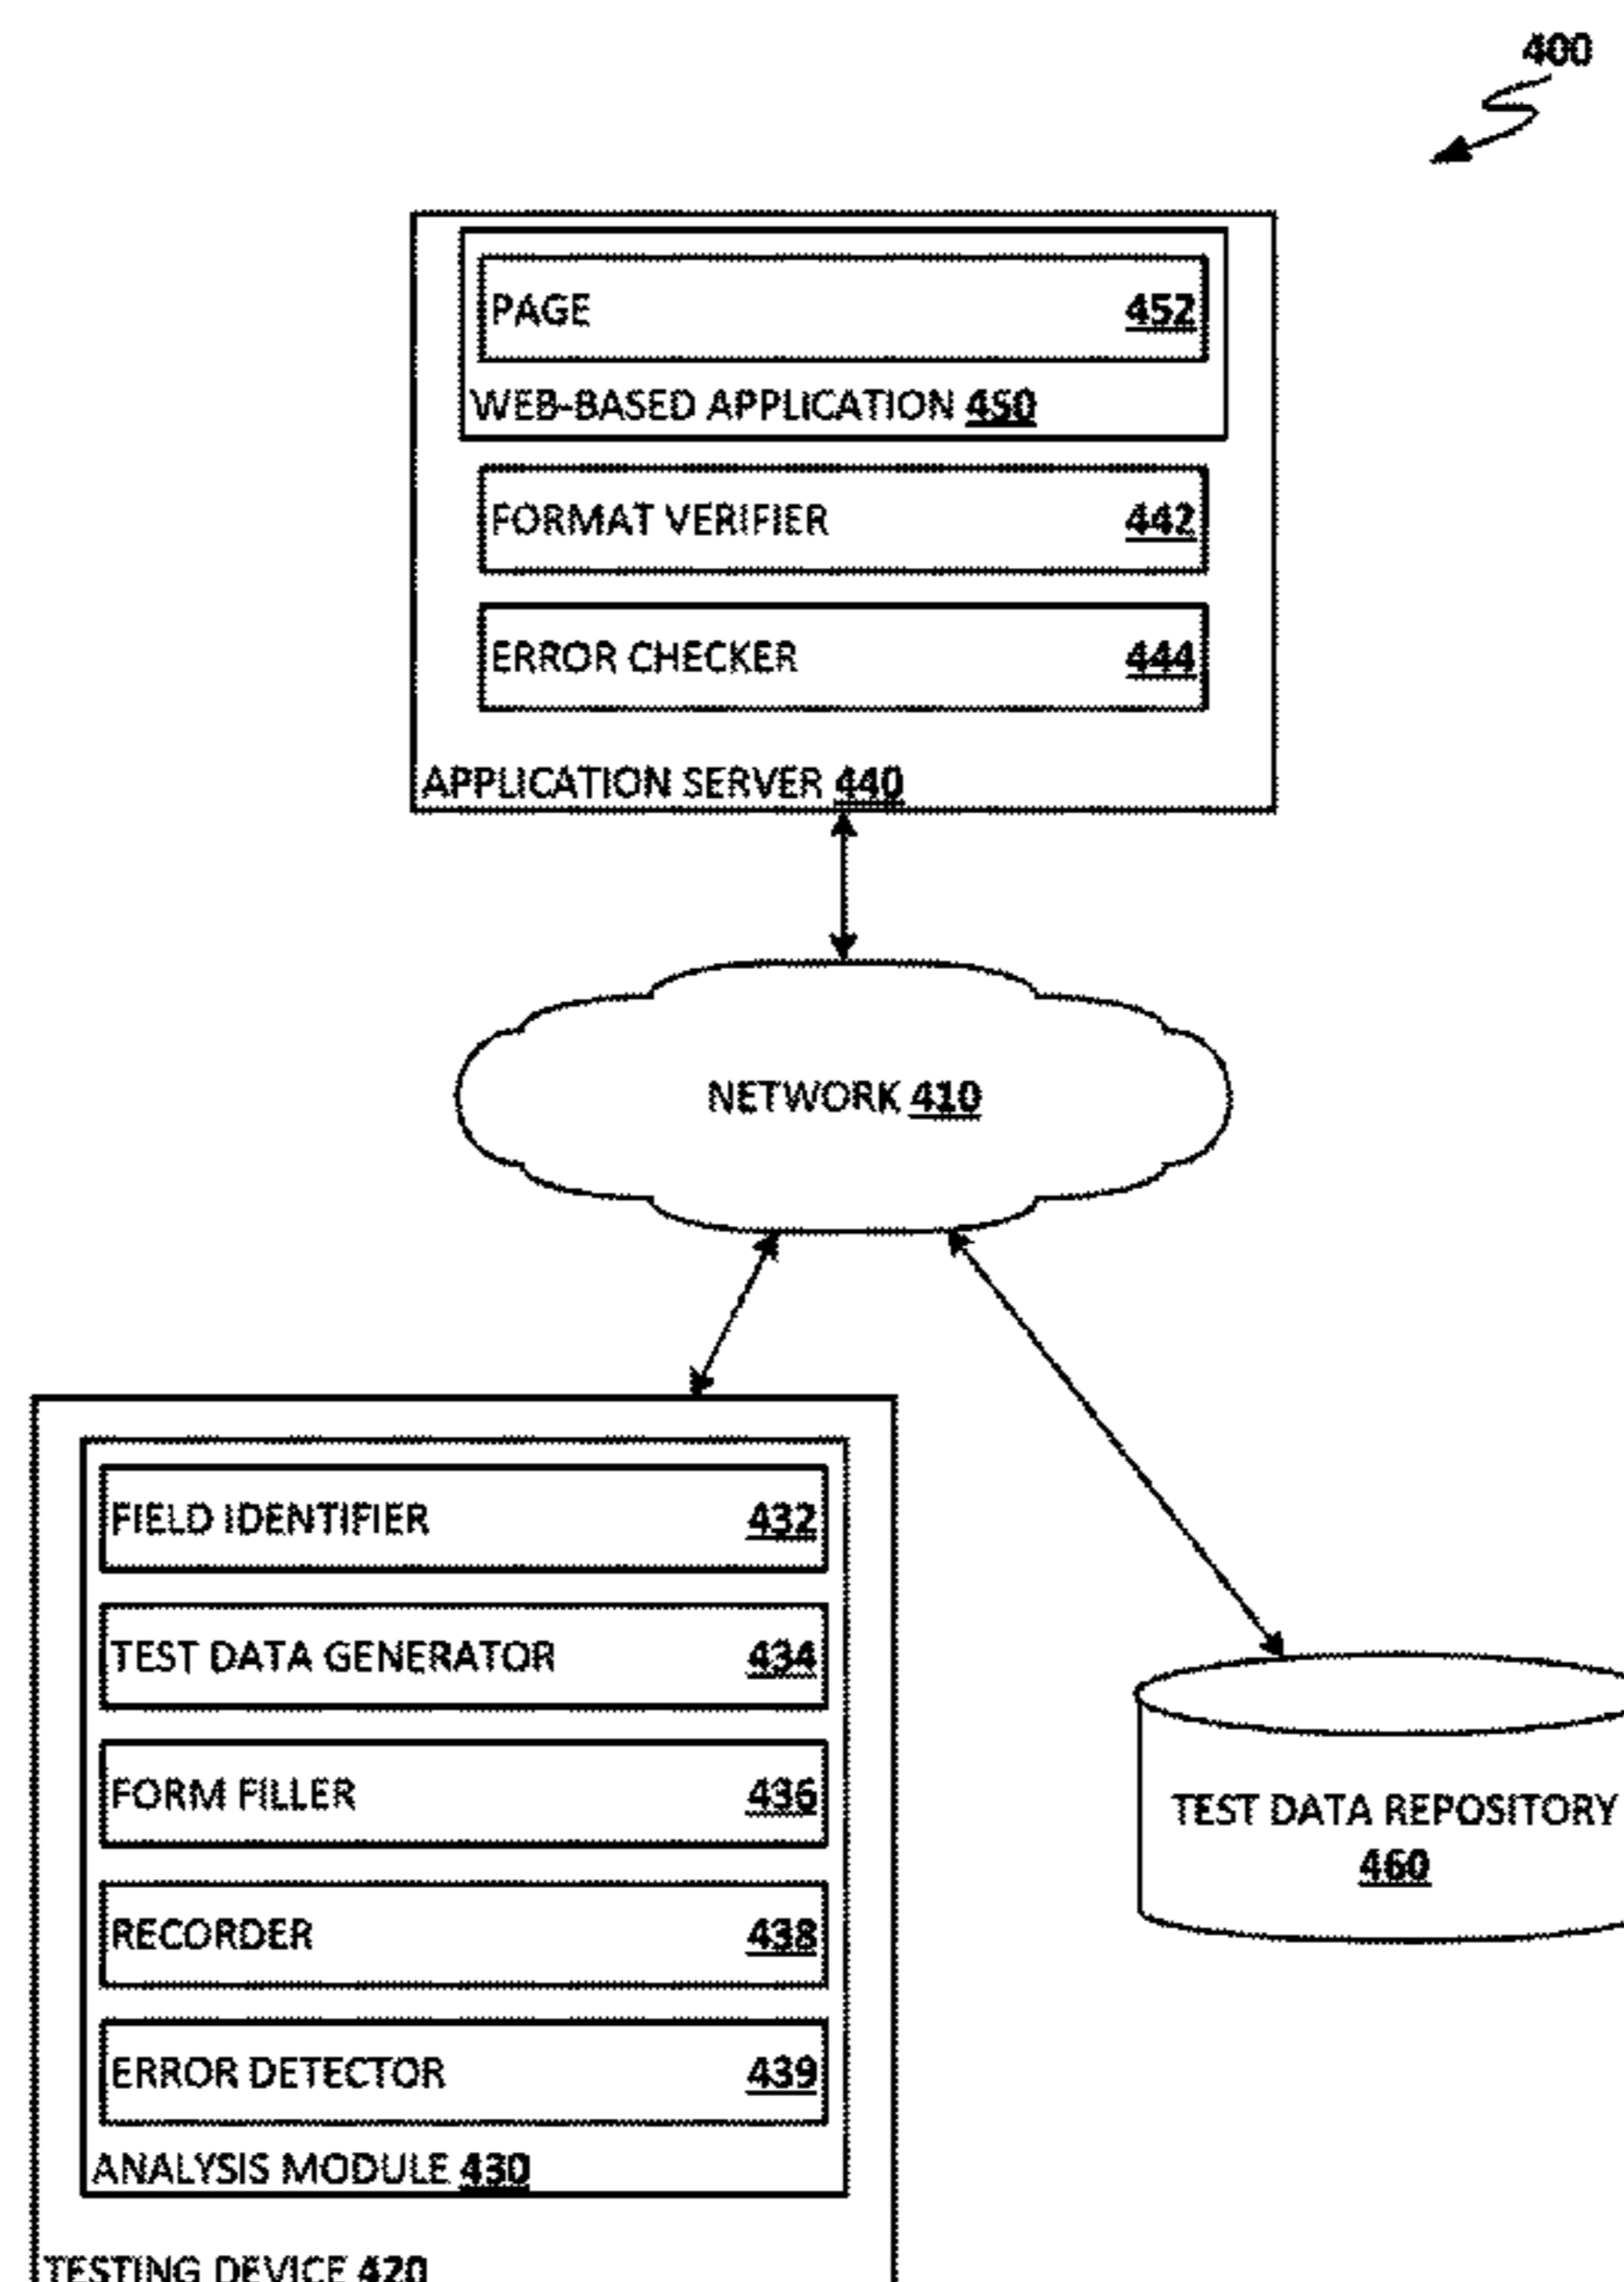 400
PAGE 452
WEB-BASED APPLICATION 450
FORMAT VERIFIER 442
ERROR CHECKER 444
APPLICATION SERVER 440
NETWORK 410
FIELD IDENTIFIER 432
TEST DATA GENERATOR 434
FORM FILLER 436
RECORDER 438
ERROR DETECTOR 439
ANALYSIS MODULE 430
TESTING DEVICE 420
TEST DATA REPOSITORY
460